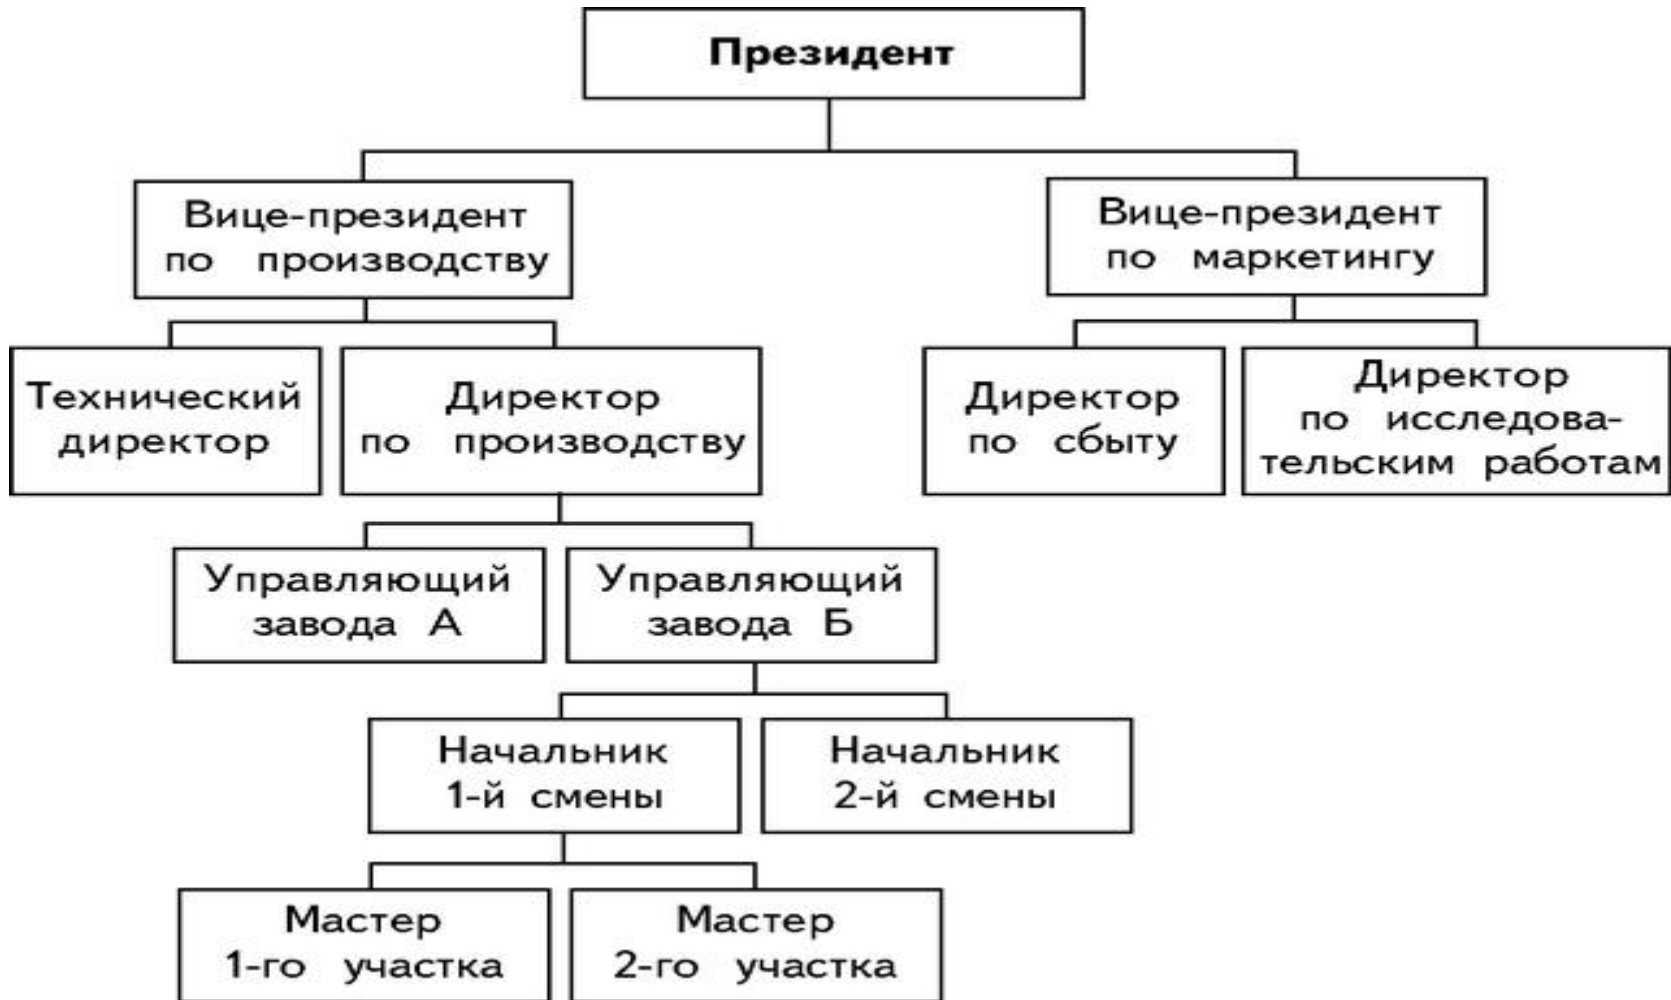 Президент
Вице-президент
по производству
Вице-президент
по маркетингу
Технический
директор
Директор
по производству
Директор
по сбыту
Директор
по исследова-
тельским работам
Управляющий
завода А
Управляющий
завода Б
Начальник
1-й смены
Начальник
2-й смены
Мастер
1-го участка
Мастер
2-го участка